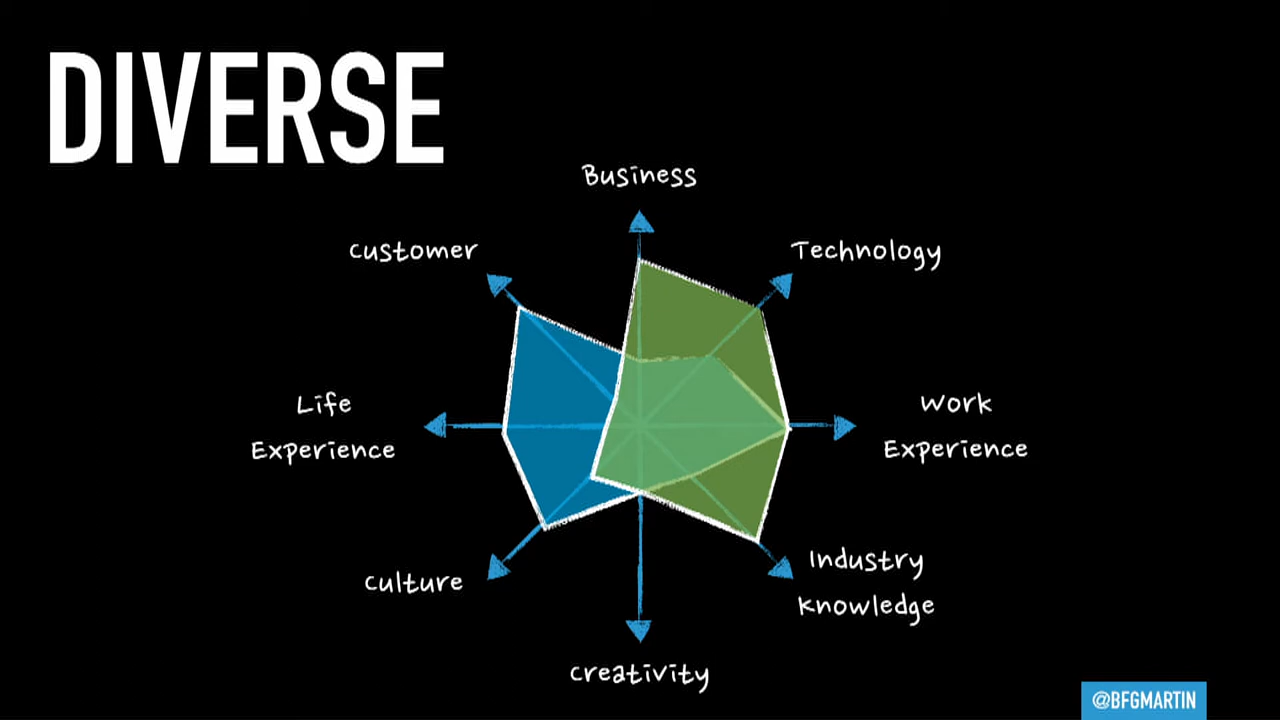 DIVERSE
Business
Customer
Technology
Life
Experience
Work
Experience
Culture
Industry
Knowledge
Creativity
@BFGMARTIN